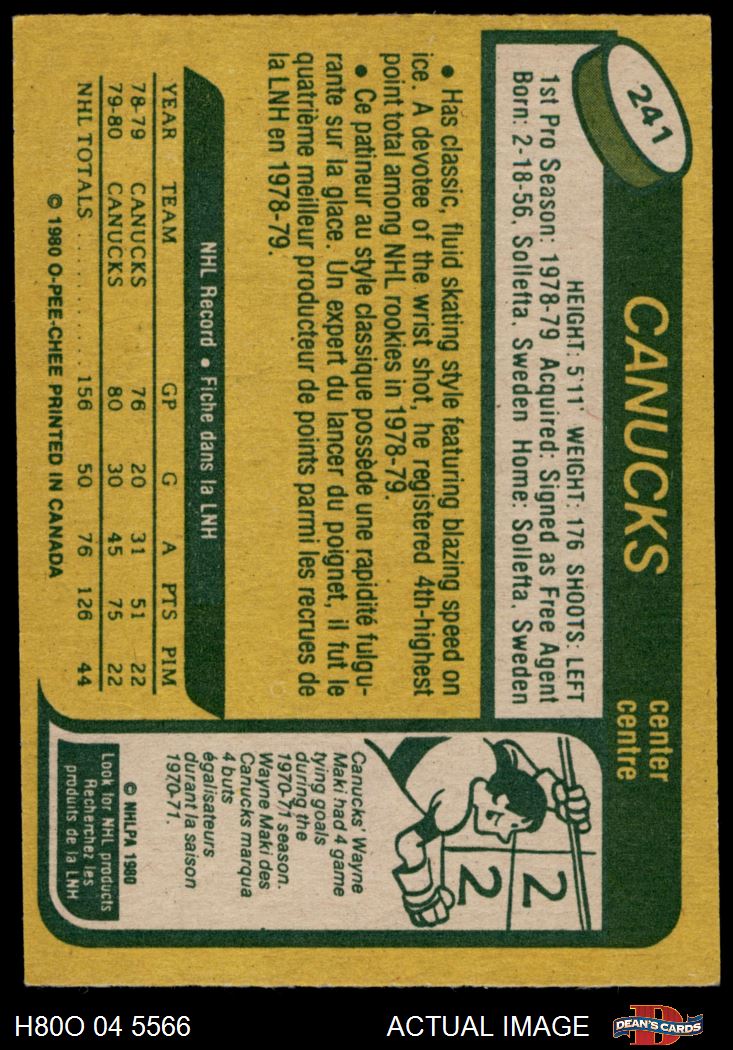 241
CANUCKS
center
centre
HEIGHT: 5'11' WEIGHT: 176 SHOOTS: LEFT
1st Pro Season: 1978-79 Acquired: Signed as Free Agent
Born: 2-18-56, Sollefta, Sweden Home: Sollefta, Sweden
● Has classic, fluid skating style featuring blazing speed on
ice. A devotee of the wrist shot, he registered 4th-highest
point total among NHL rookies in 1978-79.
● Ce patineur au style classique possède une rapidité fulgu-
rante sur la glace. Un expert du lancer du poignet, il fut le
quatrième meilleur producteur de points parmi les recrues de
la LNH en 1978-79.
NHL Record • Fiche dans la LNH
YEAR TEAM GP G A PTS PIM
78-79 CANUCKS 76 20 31 51 22
79-80 CANUCKS 80 30 45 75 22
NHL TOTALS ........... 156 50 76 126 44
© 1980 O-PEE-CHEE PRINTED IN CANADA
2
2
Canucks' Wayne
Maki had 4 game
tying goals
during the
1970-71 season.
Wayne Maki des
Canucks marqua
4 buts
égalisateurs
durant la saison
1970-71.
© NHLPA 1980
Look for NHL products
Recherchez les
produits de la LNH
H80O 04 5566
ACTUAL IMAGE
D
DEAN'S CARDS